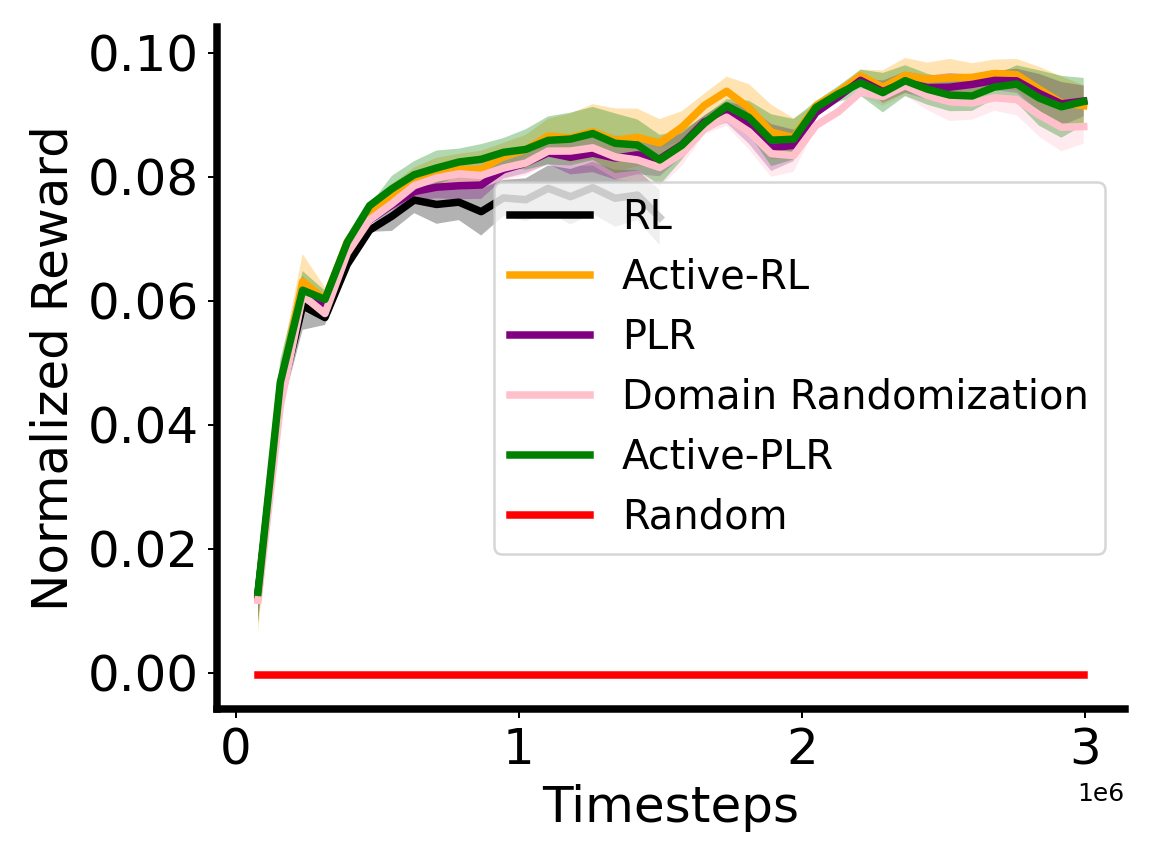 Normalized Reward
0.10
0.08
0.06
0.04
0.02
0.00
RL
Active-RL
PLR
Domain Randomization
Active-PLR
Random
0 1 2 3
1e6
Timesteps